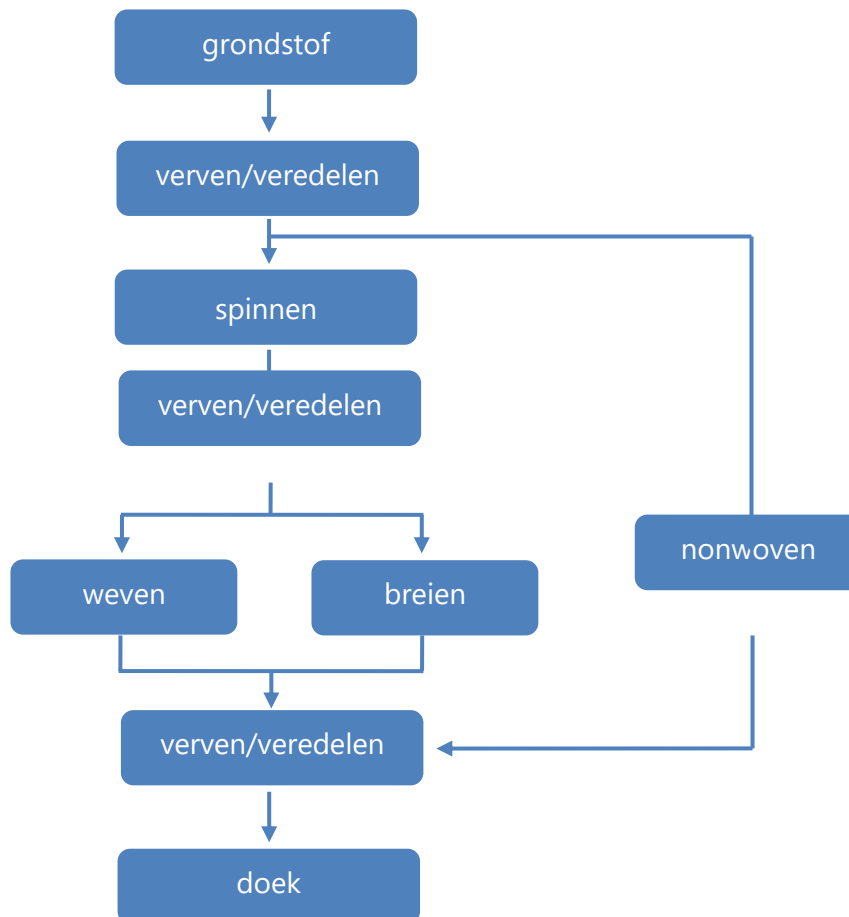 grondstof
verven/veredelen
spinnen
verven/veredelen
weven
breien
nonwoven
verven/veredelen
doek